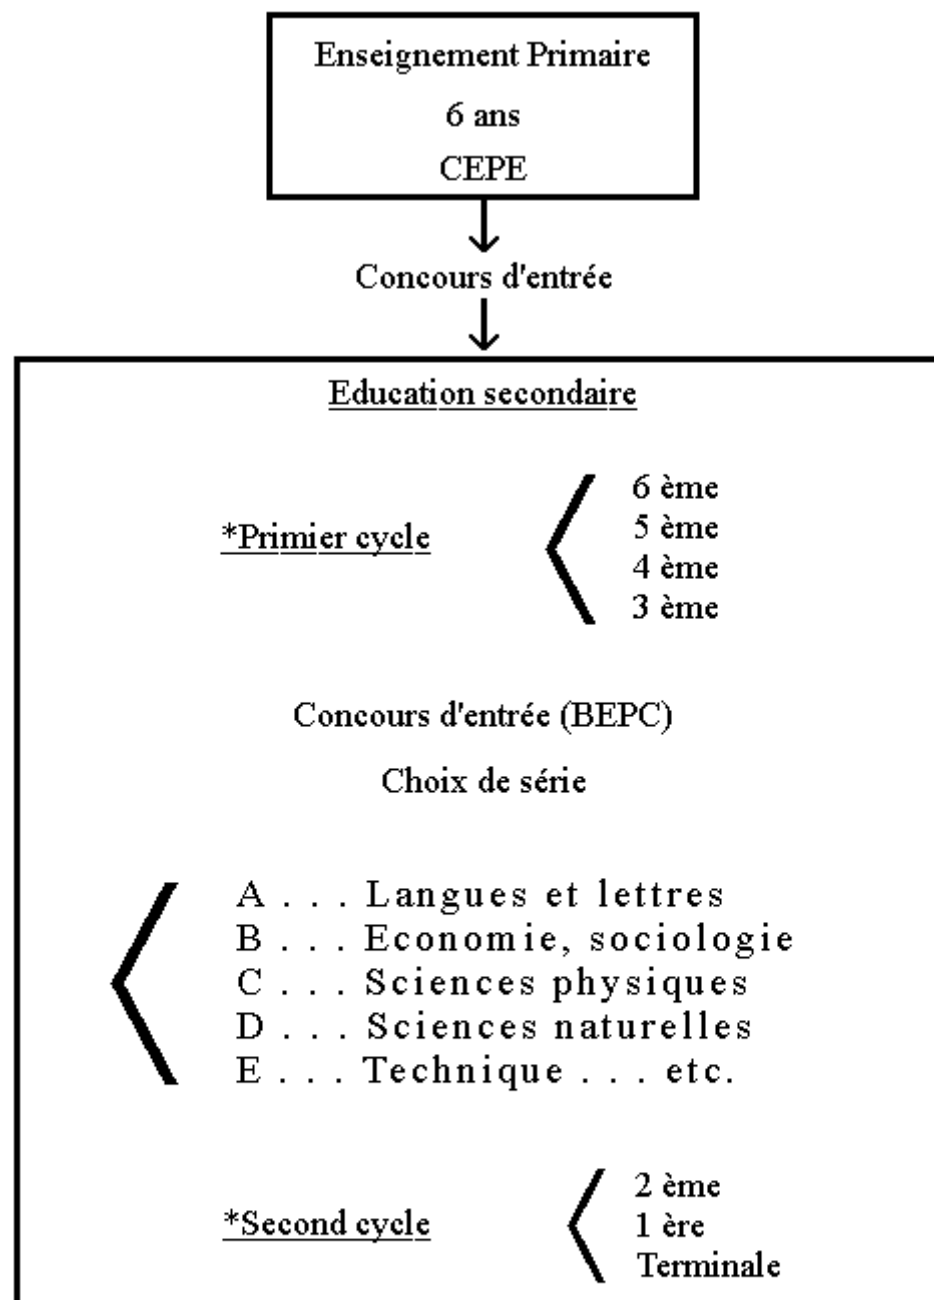 Enseignement Primaire
6 ans
CEPE
Concours d'entrée
Education secondaire
*Primier cycle
6 ème
5 ème
4 ème
3 ème
Concours d'entrée (BEPC)
Choix de série
A . . . Langues et lettres
B . . . Economie, sociologie
C . . . Sciences physiques
D . . . Sciences naturelles
E . . . Technique . . . etc.
*Second cycle
2 ème
1 ère
Terminale